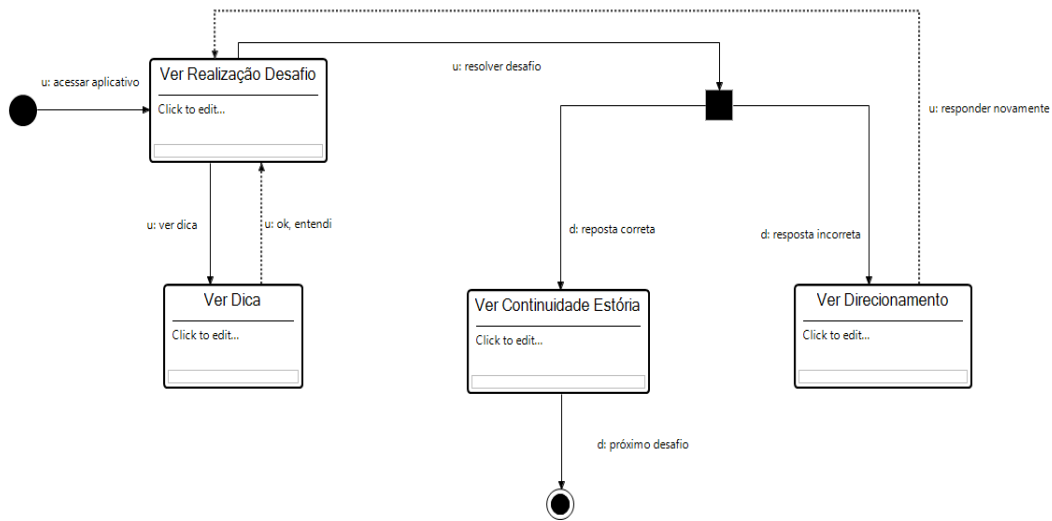 u: acessar aplicativo
Ver Realização Desafio
Click to edit...
u: resolver desafio
u: responder novamente
u: ver dica
u: ok, entendi
d: reposta correta
d: resposta incorreta
Ver Dica
Click to edit...
Ver Continuidade Estória
Click to edit...
Ver Direcionamento
Click to edit...
d: próximo desafio